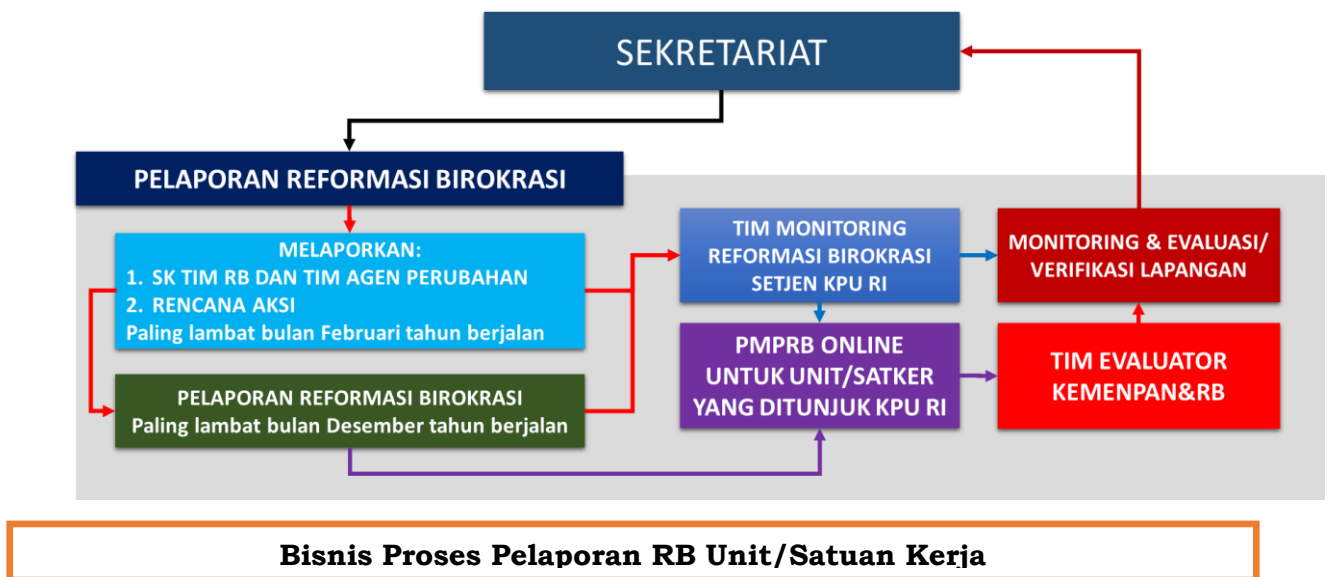 SEKRETARIAT
PELAPORAN REFORMASI BIROKRASI
MELAPORKAN:
1. SK TIM RB DAN TIM AGEN PERUBAHAN
2. RENCANA AKSI
Paling lambat bulan Februari tahun berjalan
PELAPORAN REFORMASI BIROKRASI
Paling lambat bulan Desember tahun berjalan
TIM MONITORING
REFORMASI BIROKRASI
SETJEN KPU RI
PMPRB ONLINE
UNTUK UNIT/SATKER
YANG DITUNJUK KPU RI
MONITORING & EVALUASI/
VERIFIKASI LAPANGAN
TIM EVALUATOR
KEMENPAN&RB
Bisnis Proses Pelaporan RB Unit/Satuan Kerja